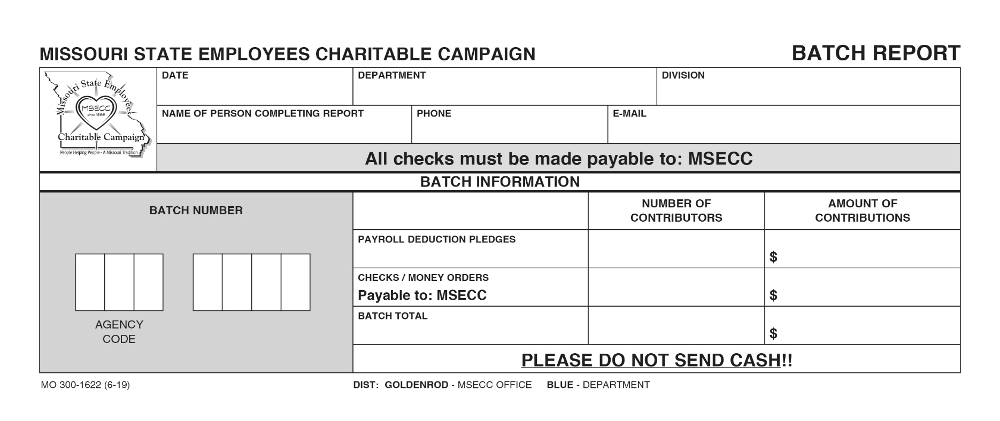 MISSOURI STATE EMPLOYEES CHARITABLE CAMPAIGN
BATCH REPORT
Missouri State Employees
MSECC
since 1986
Charitable Campaign
People Helping People - A Missouri Tradition
DATE
DEPARTMENT
DIVISION
NAME OF PERSON COMPLETING REPORT
PHONE
E-MAIL
All checks must be made payable to: MSECC
BATCH INFORMATION
BATCH NUMBER
AGENCY
CODE
NUMBER OF
CONTRIBUTORS
AMOUNT OF
CONTRIBUTIONS
PAYROLL DEDUCTION PLEDGES
$
CHECKS / MONEY ORDERS
Payable to: MSECC
$
BATCH TOTAL
$
PLEASE DO NOT SEND CASH!!
MO 300-1622 (6-19)
DIST: GOLDENROD - MSECC OFFICE BLUE - DEPARTMENT